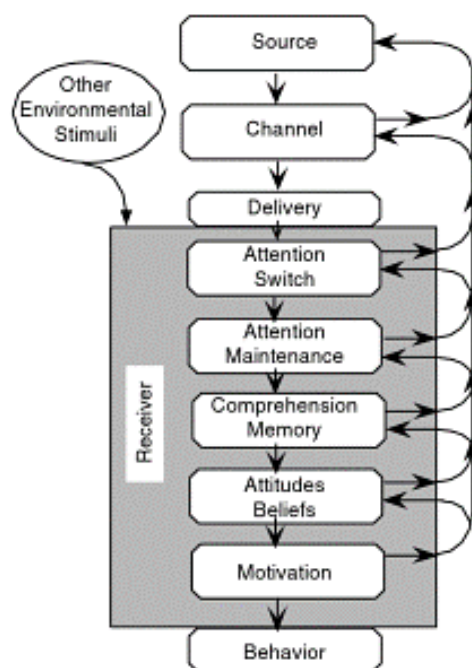 Source
Other
Environmental
Stimuli
Channel
Delivery
Attention
Switch
Attention
Maintenance
Receiver
Comprehension
Memory
Attitudes
Beliefs
Motivation
Behavior